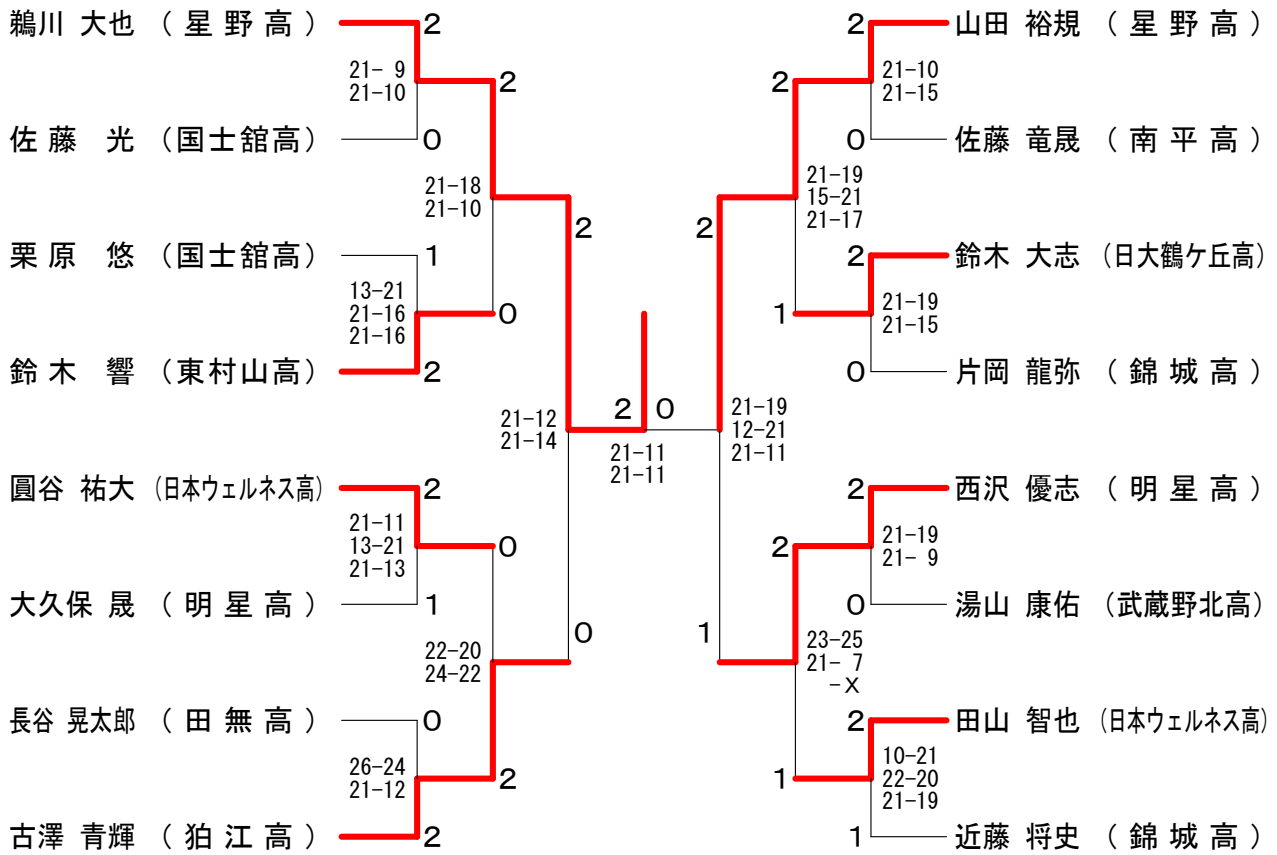 鵜川 大也 （ 星 野 高 ） 2
21- 9
21-10
2
佐 藤 光 （国士舘高） 0
21-18
21-10
2
栗 原 悠 （国士舘高） 1
13-21
21-16
21-16
0
鈴 木 響 （東村山高） 2
21-12
21-14
圓谷 祐大 （日本ウェルネス高） 2
21-11
13-21
21-13
0
大久保 晟 （ 明 星 高 ） 1
22-20
24-22
0
長谷 晃太郎 （ 田 無 高 ） 0
26-24
21-12
2
古澤 青輝 （ 狛 江 高 ） 2
2 0
21-11
21-11
2 山田 裕規 （ 星 野 高 ）
2
21-10
21-15
0 佐藤 竜晟 （ 南 平 高 ）
2
21-19
15-21
21-17
2 鈴木 大志 （日大鶴ケ丘高）
1
21-19
21-15
0 片岡 龍弥 （ 錦 城 高 ）
21-19
12-21
21-11
2 西沢 優志 （ 明 星 高 ）
2
21-19
21- 9
0 湯山 康佑 （武蔵野北高）
1
23-25
21- 7
-X
2 田山 智也 （日本ウェルネス高）
1
10-21
22-20
21-19
1 近藤 将史 （ 錦 城 高 ）